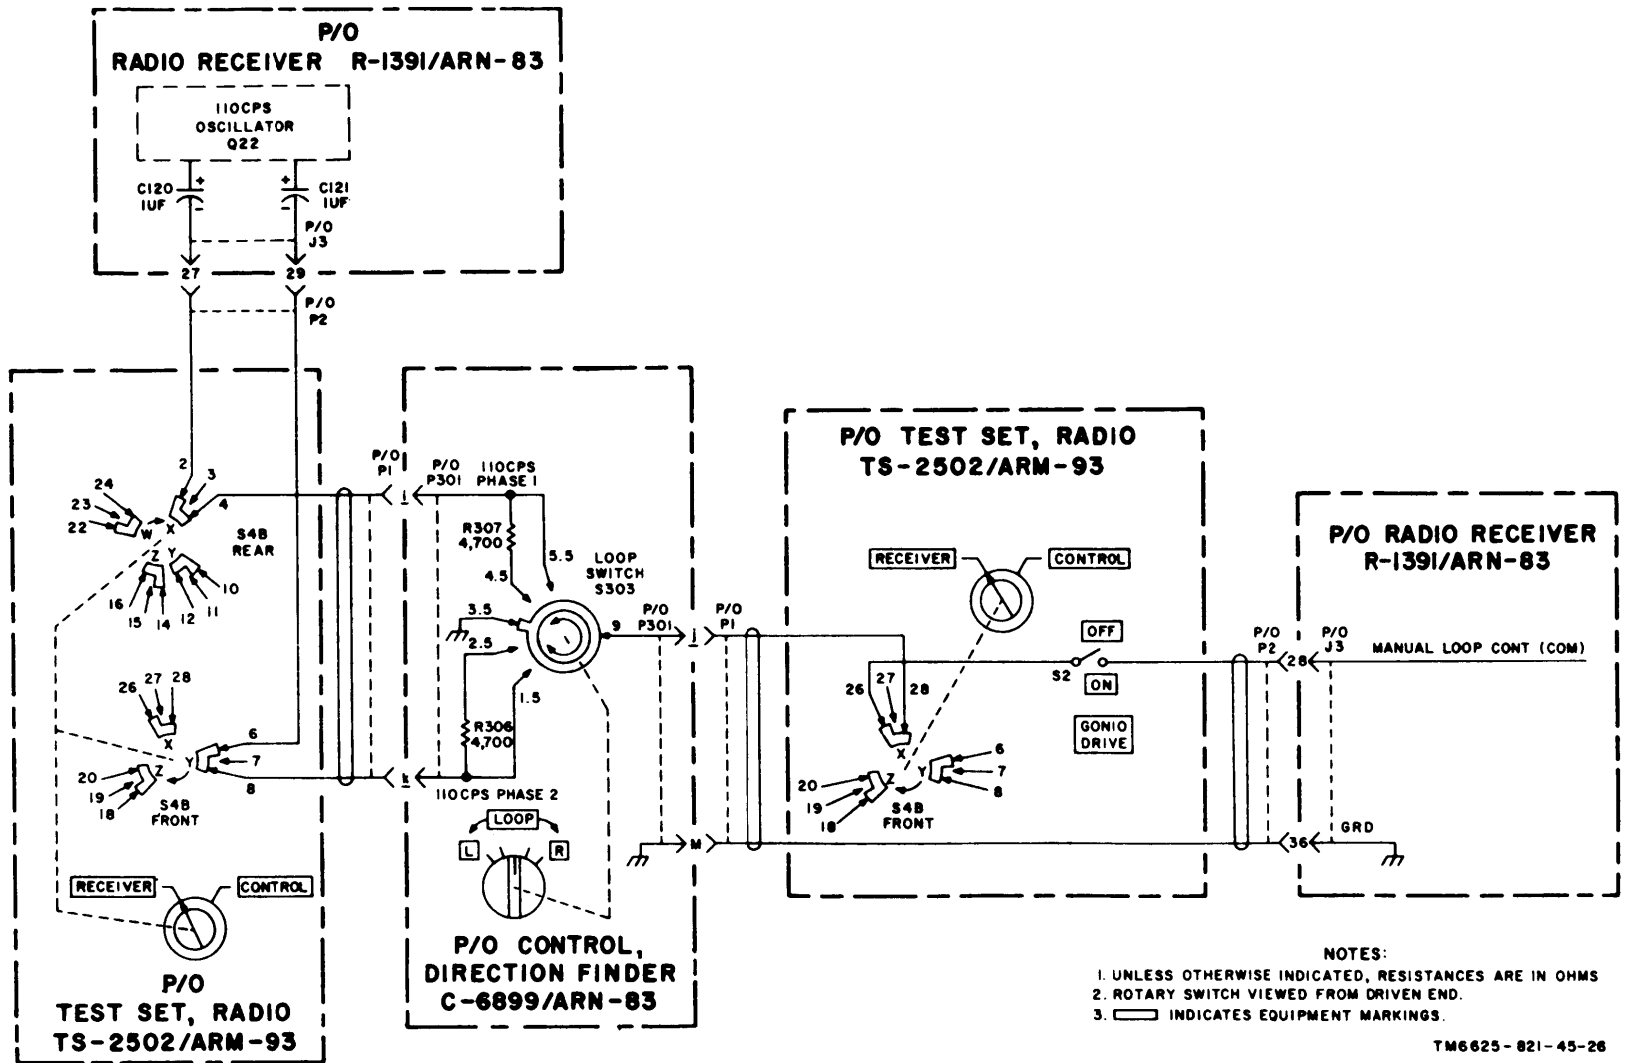 P/O
RADIO RECEIVER R-1391/ARN-83
110CPS
OSCILLATOR
Q22
C120
1UF
+
-
+
-
C121
1UF
P/O
J3
27
29
P/O
P2
2
3
4
24
23
22
W
X
Z
Y
S4B
REAR
10
11
12
14
15
16
26
27
28
X
Y
Z
6
7
8
20
19
18
S4B
FRONT
RECEIVER
CONTROL
P/O
TEST SET, RADIO
TS-2502/ARM-93
P/O
P1
i
P/O
P301
110CPS
PHASE 1
R307
4,700
5.5
4.5
LOOP
SWITCH
S303
3.5
2.5
1.5
9
R306
4,700
k
110CPS PHASE 2
LOOP
L
R
P/O CONTROL,
DIRECTION FINDER
C-6899/ARN-83
P/O
P301
P/O
P1
j
M
P/O TEST SET, RADIO
TS-2502/ARM-93
RECEIVER
CONTROL
OFF
S2
ON
GONIO
DRIVE
26
27
28
X
Y
Z
6
7
8
20
19
18
S4B
FRONT
P/O
P2
P/O
J3
28
36
GRD
P/O RADIO RECEIVER
R-1391/ARN-83
MANUAL LOOP CONT (COM)
NOTES:
1. UNLESS OTHERWISE INDICATED, RESISTANCES ARE IN OHMS
2. ROTARY SWITCH VIEWED FROM DRIVEN END.
3. INDICATES EQUIPMENT MARKINGS.
TM6625-821-45-26